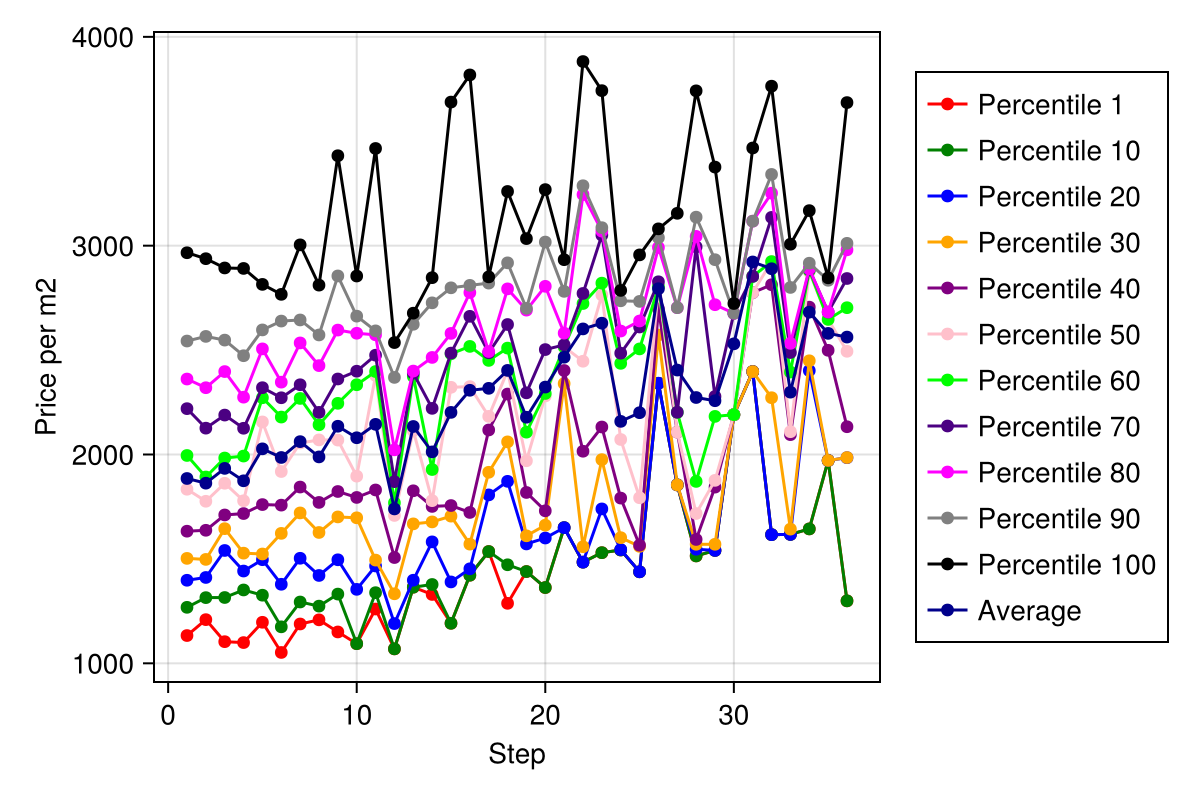 4000
3000
2000
1000
Price per m2
0
10
20
30
Step
Percentile 1
Percentile 10
Percentile 20
Percentile 30
Percentile 40
Percentile 50
Percentile 60
Percentile 70
Percentile 80
Percentile 90
Percentile 100
Average